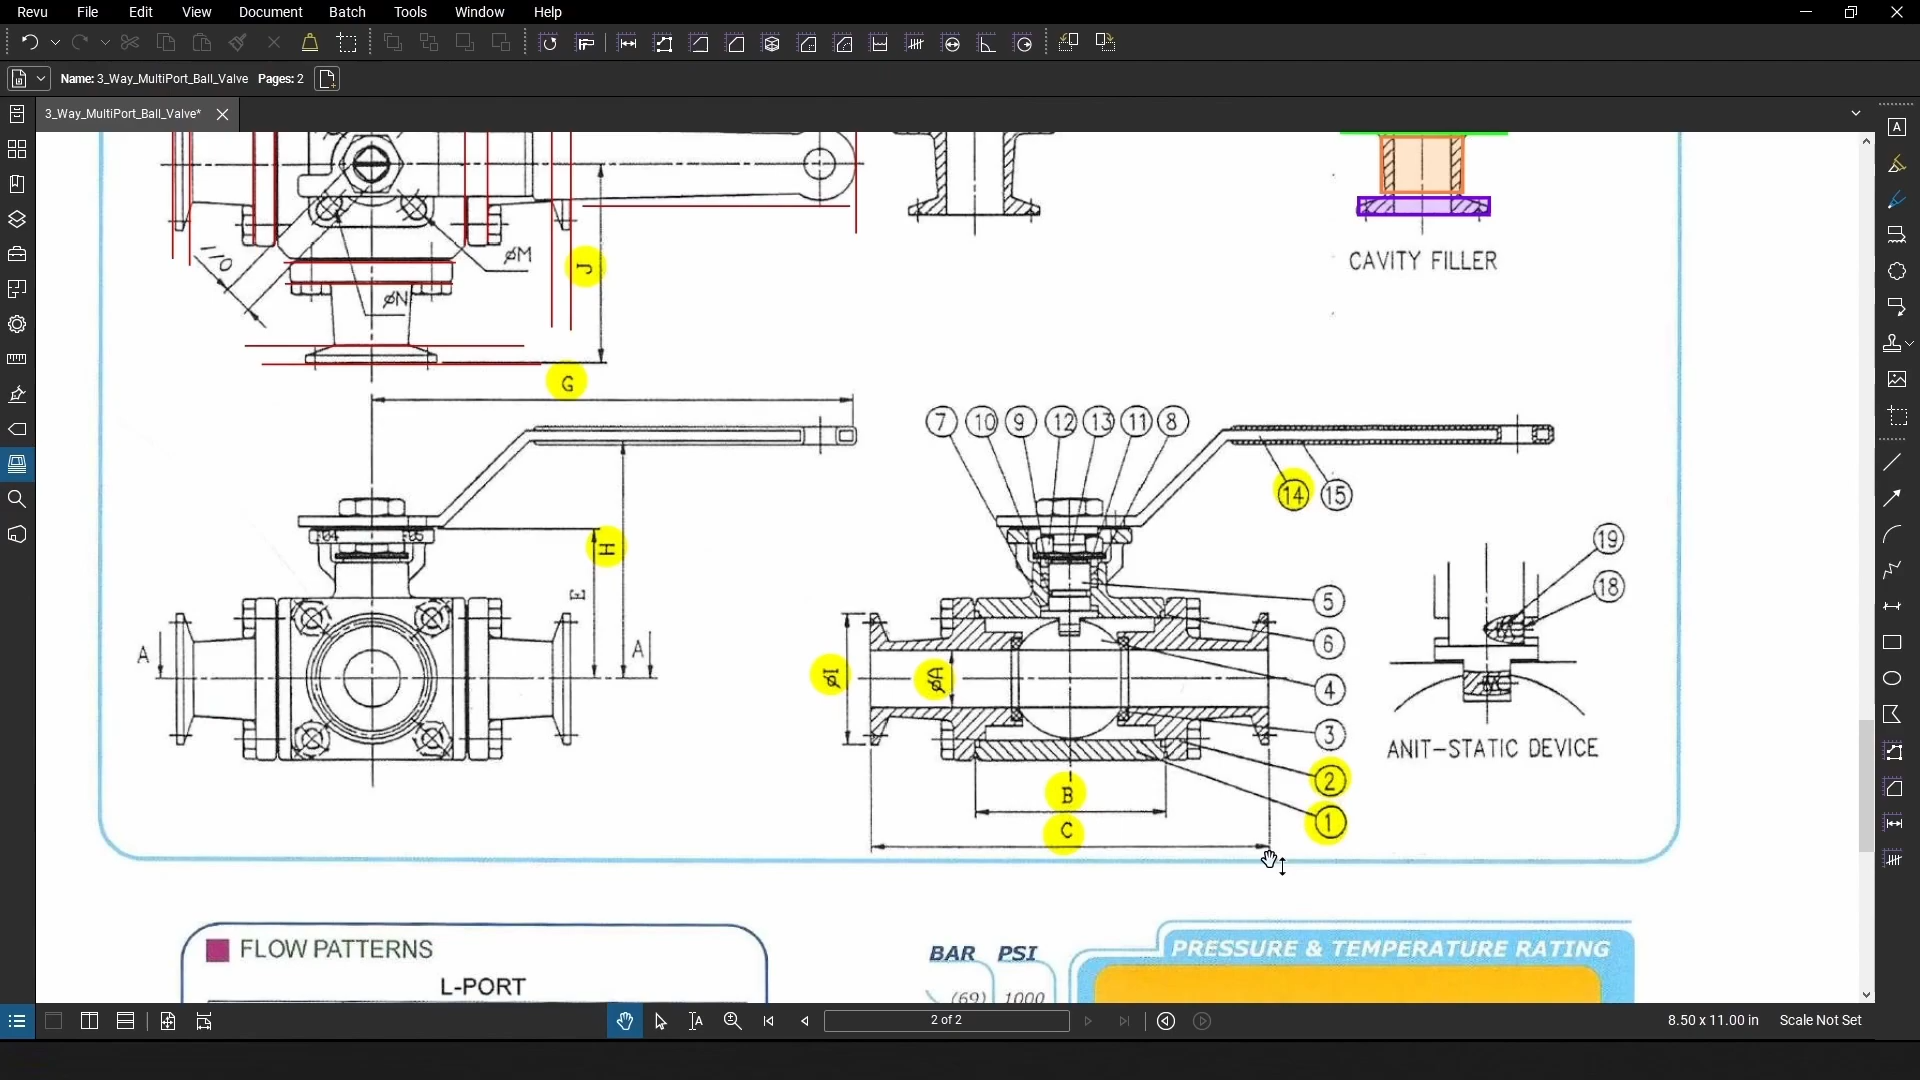 Revu File Edit View Document Batch Tools Window Help
Name: 3_Way_MultiPort_Ball_Valve Pages: 2
3_Way_MultiPort_Ball_Valve*
CAVITY FILLER
øM
J
øN
G
7 10 9 12 13 11 8
14 15
H
E
19
18
5
6
A A
øI
øA
4
3
ANIT-STATIC DEVICE
2
B
1
C
FLOW PATTERNS
BAR PSI
PRESSURE & TEMPERATURE RATING
L-PORT
(69) 1000
2 of 2
8.50 x 11.00 in Scale Not Set